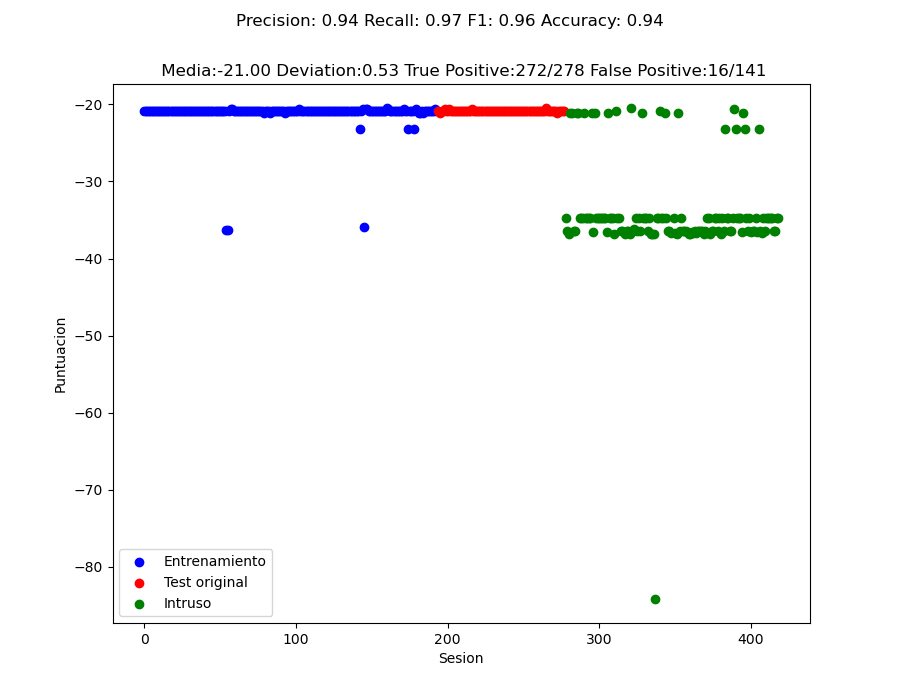 Precision: 0.94 Recall: 0.97 F1: 0.96 Accuracy: 0.94
Media:-21.00 Deviation:0.53 True Positive:272/278 False Positive:16/141
−20
−30
−40
−50
−60
−70
−80
Puntuacion
Entrenamiento
Test original
Intruso
0 100 200 300 400
Sesion